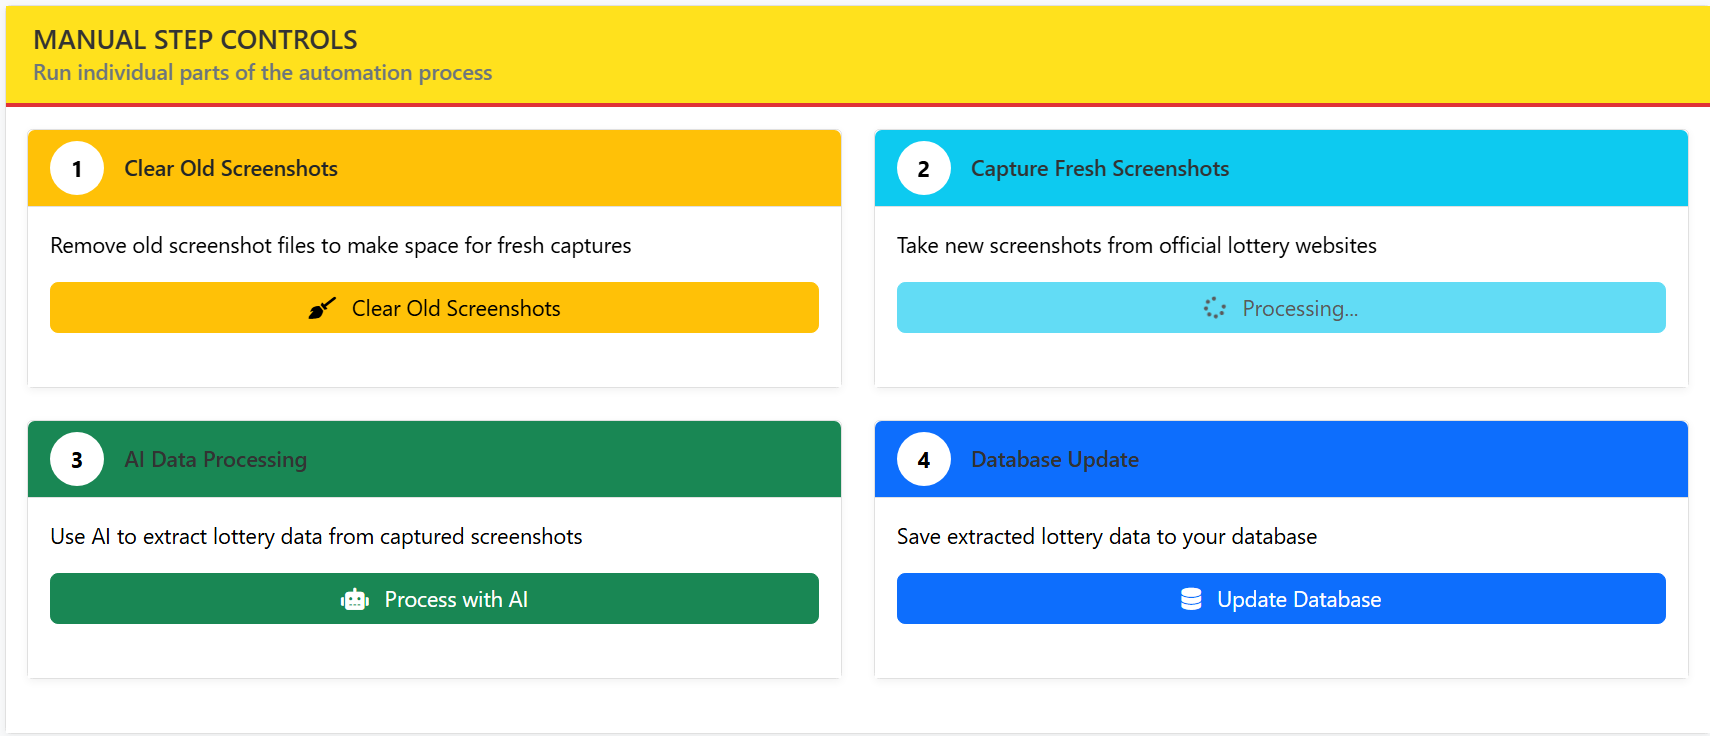 MANUAL STEP CONTROLS
Run individual parts of the automation process
1 Clear Old Screenshots
Remove old screenshot files to make space for fresh captures
Clear Old Screenshots
2 Capture Fresh Screenshots
Take new screenshots from official lottery websites
Processing...
3 AI Data Processing
Use AI to extract lottery data from captured screenshots
Process with AI
4 Database Update
Save extracted lottery data to your database
Update Database